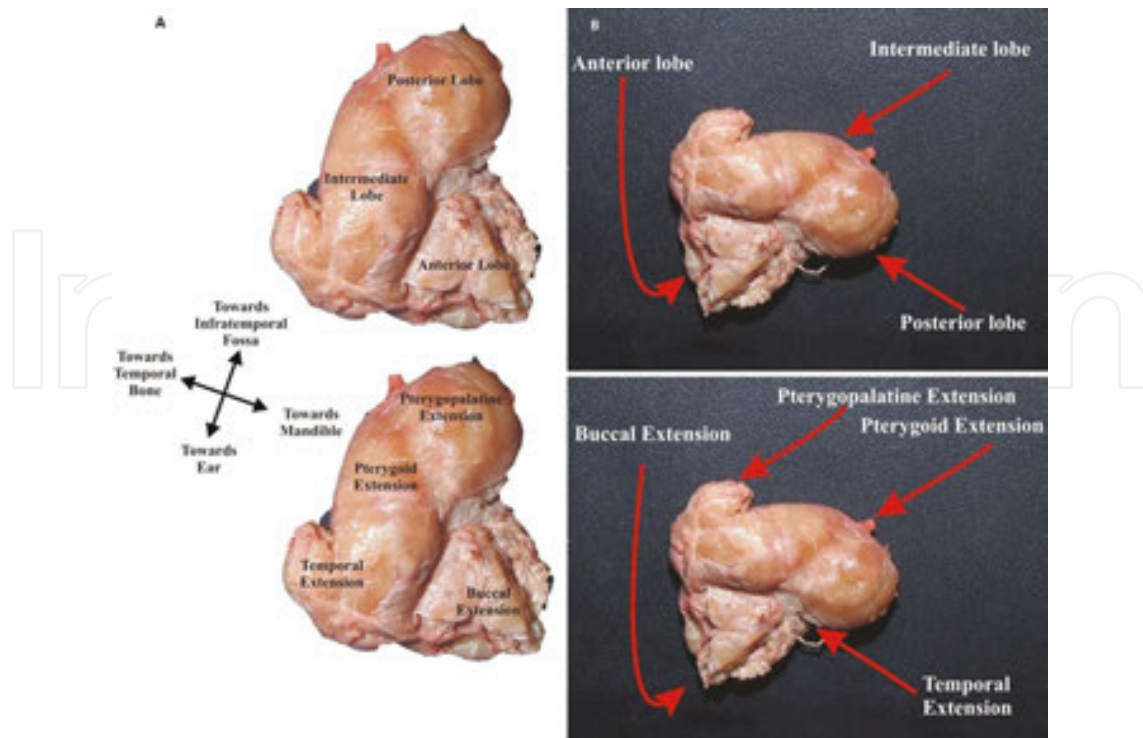 A
Posterior Lobe
Intermediate
Lobe
Anterior Lobe
Towards
Infratemporal
Fossa
Towards
Temporal
Bone
Towards
Mandible
Towards
Ear
Pterygopalatine
Extension
Pterygoid
Extension
Temporal
Extension
Buccal
Extension
B
Anterior lobe
Intermediate lobe
Posterior lobe
Pterygopalatine Extension
Buccal Extension
Pterygoid Extension
Temporal
Extension